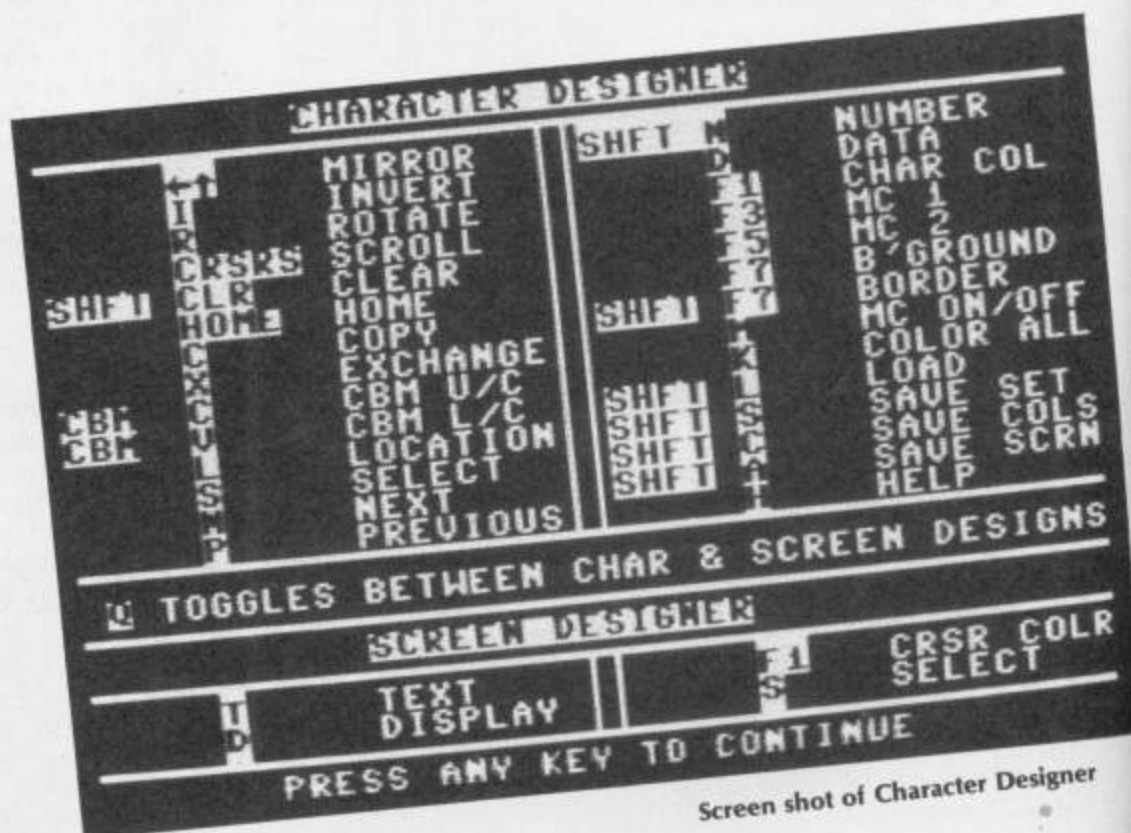 CHARACTER DESIGNER
←↑ MIRROR
I INVERT
R ROTATE
CRSRS SCROLL
SHFT CLR CLEAR
HOME HOME
C COPY
X EXCHANGE
CBM C CBM U/C
CBM V CBM L/C
L LOCATION
S SELECT
+ NEXT
P PREVIOUS
SHFT N NUMBER
D DATA
F1 CHAR COL
F3 MC 1
F5 MC 2
F7 B'GROUND
SHFT F7 BORDER
MC ON/OFF
COLOR ALL
SHFT L LOAD
SHFT S SAVE SET
SHFT C SAVE COLS
SHFT SAVE SCRN
HELP
Q TOGGLES BETWEEN CHAR & SCREEN DESIGNS
SCREEN DESIGNER
T TEXT
D DISPLAY
F1 CRSR COLR
S SELECT
PRESS ANY KEY TO CONTINUE
Screen shot of Character Designer